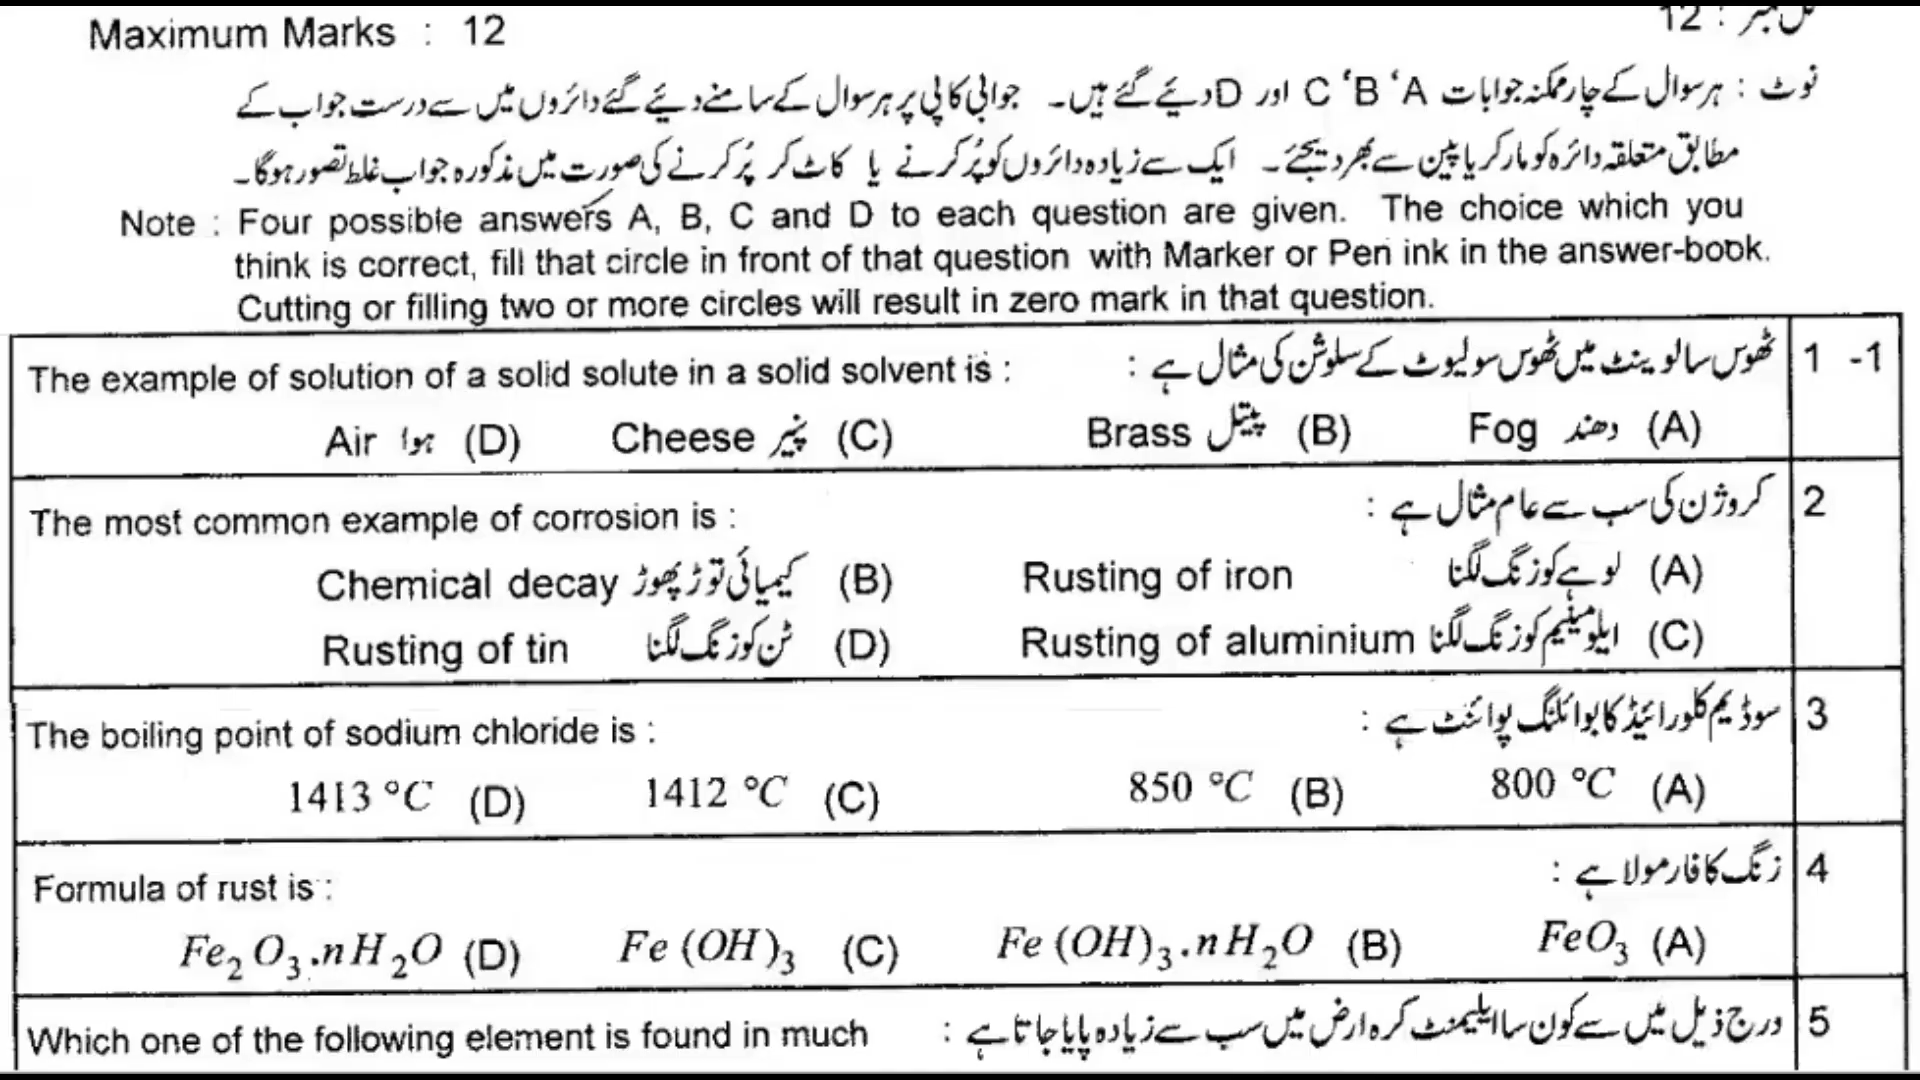 Maximum Marks : 12 کل نمبر : 12
نوٹ : ہر سوال کے چار ممکنہ جوابات A‘ B‘ C اور D دیئے گئے ہیں۔ جوابی کاپی پر ہر سوال کے سامنے دیئے گئے دائروں میں سے درست جواب کے
مطابق متعلقہ دائرہ کو مارکر یا پین سے بھر دیجئے۔ ایک سے زیادہ دائروں کو پُر کرنے یا کاٹ کر پُر کرنے کی صورت میں مذکورہ جواب غلط تصور ہوگا۔
Note : Four possible answers A, B, C and D to each question are given. The choice which you
think is correct, fill that circle in front of that question with Marker or Pen ink in the answer-book.
Cutting or filling two or more circles will result in zero mark in that question.
The example of solution of a solid solute in a solid solvent is : ٹھوس سالوینٹ میں ٹھوس سولیوٹ کے سلوشن کی مثال ہے : 1 -1
Air ہوا (D) Cheese پنیر (C) Brass پیتل (B) Fog دھند (A)
The most common example of corrosion is : کروژن کی سب سے عام مثال ہے : 2
Chemical decay کیمیائی توڑ پھوڑ (B) Rusting of iron لوہے کو زنگ لگنا (A)
Rusting of tin ٹن کو زنگ لگنا (D) Rusting of aluminium ایلومینیم کو زنگ لگنا (C)
The boiling point of sodium chloride is : سوڈیم کلورائیڈ کا بوائلنگ پوائنٹ ہے : 3
1413 °C (D) 1412 °C (C) 850 °C (B) 800 °C (A)
Formula of rust is : زنگ کا فارمولا ہے : 4
Fe₂O₃.nH₂O (D) Fe(OH)₃ (C) Fe(OH)₃.nH₂O (B) FeO₃ (A)
Which one of the following element is found in much درج ذیل میں سے کون سا ایلیمنٹ کرہ ارض میں سب سے زیادہ پایا جاتا ہے : 5